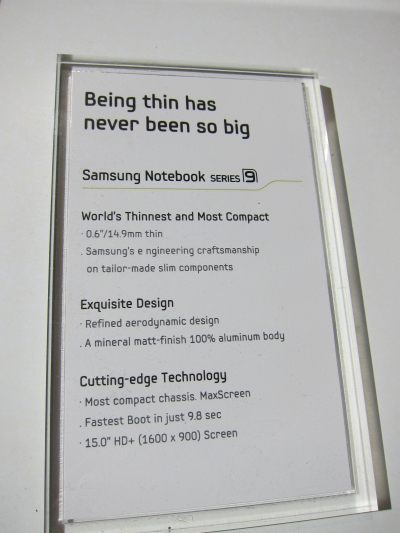 Being thin has
never been so big
Samsung Notebook SERIES 9
World's Thinnest and Most Compact
· 0.6"/14.9mm thin
. Samsung's e ngineering craftsmanship
on tailor-made slim components
Exquisite Design
· Refined aerodynamic design
. A mineral matt-finish 100% aluminum body
Cutting-edge Technology
· Most compact chassis. MaxScreen
. Fastest Boot in just 9.8 sec
· 15.0" HD+ (1600 x 900) Screen